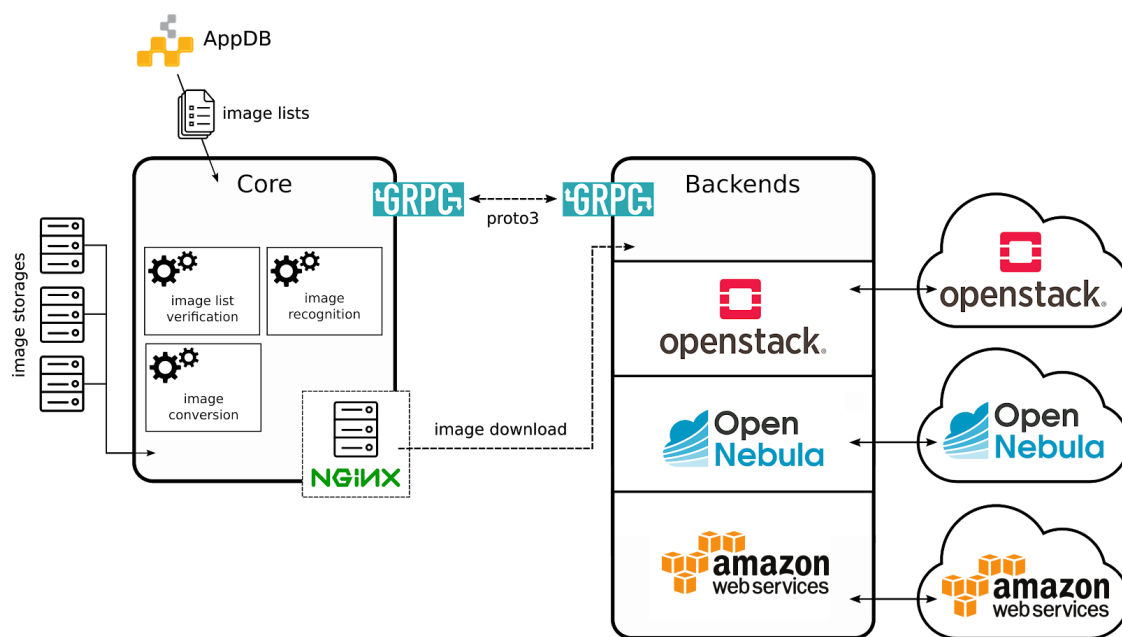 AppDB
image lists
Core
GRPC
proto3
GRPC
Backends
image storages
image list
verification
image
recognition
image
conversion
NGiNX
image download
openstack.
Open
Nebula
amazon
web services
openstack.
Open
Nebula
amazon
web services